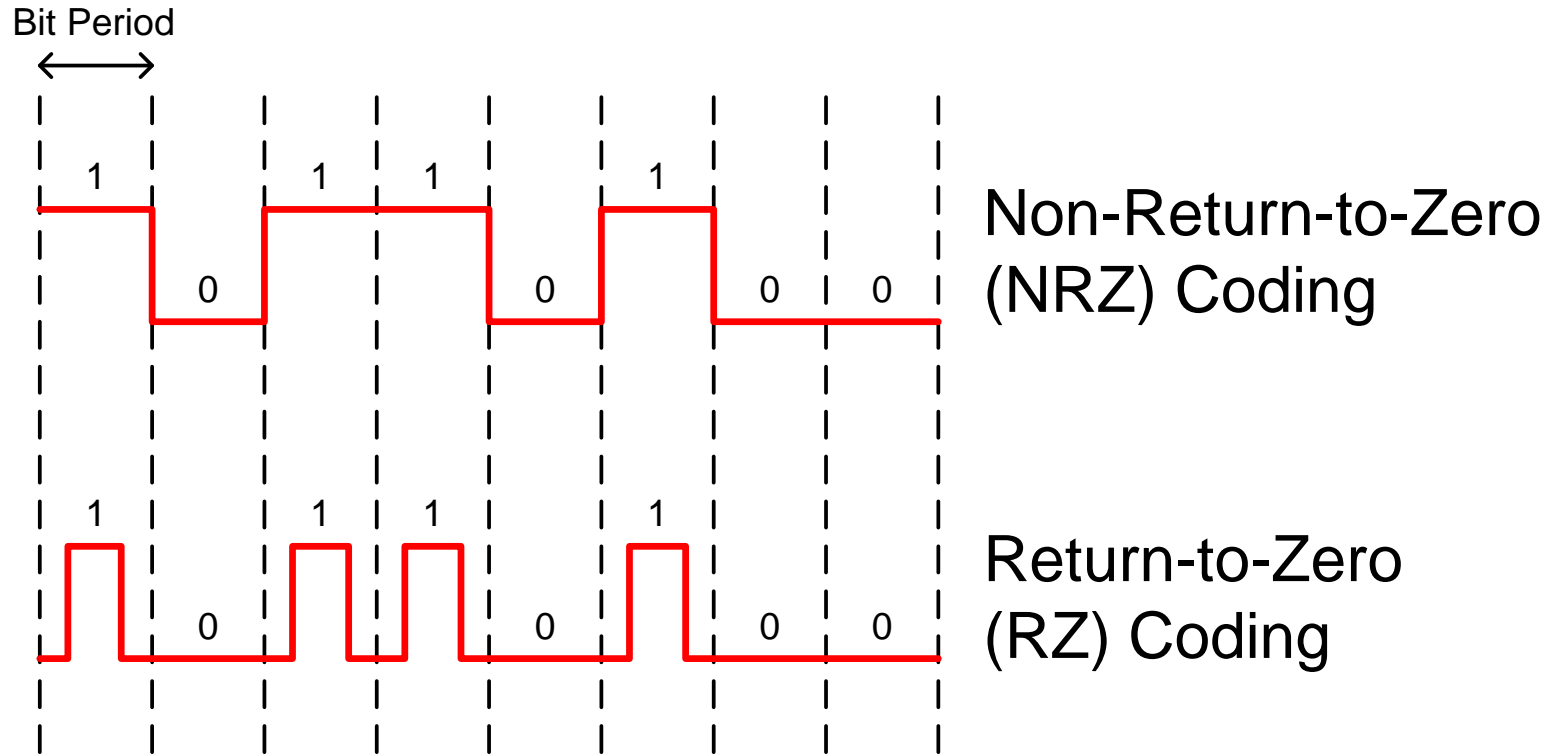 Bit Period
1 1 1 1
0 0 0 0
Non-Return-to-Zero
(NRZ) Coding
1 1 1 1
0 0 0 0
Return-to-Zero
(RZ) Coding